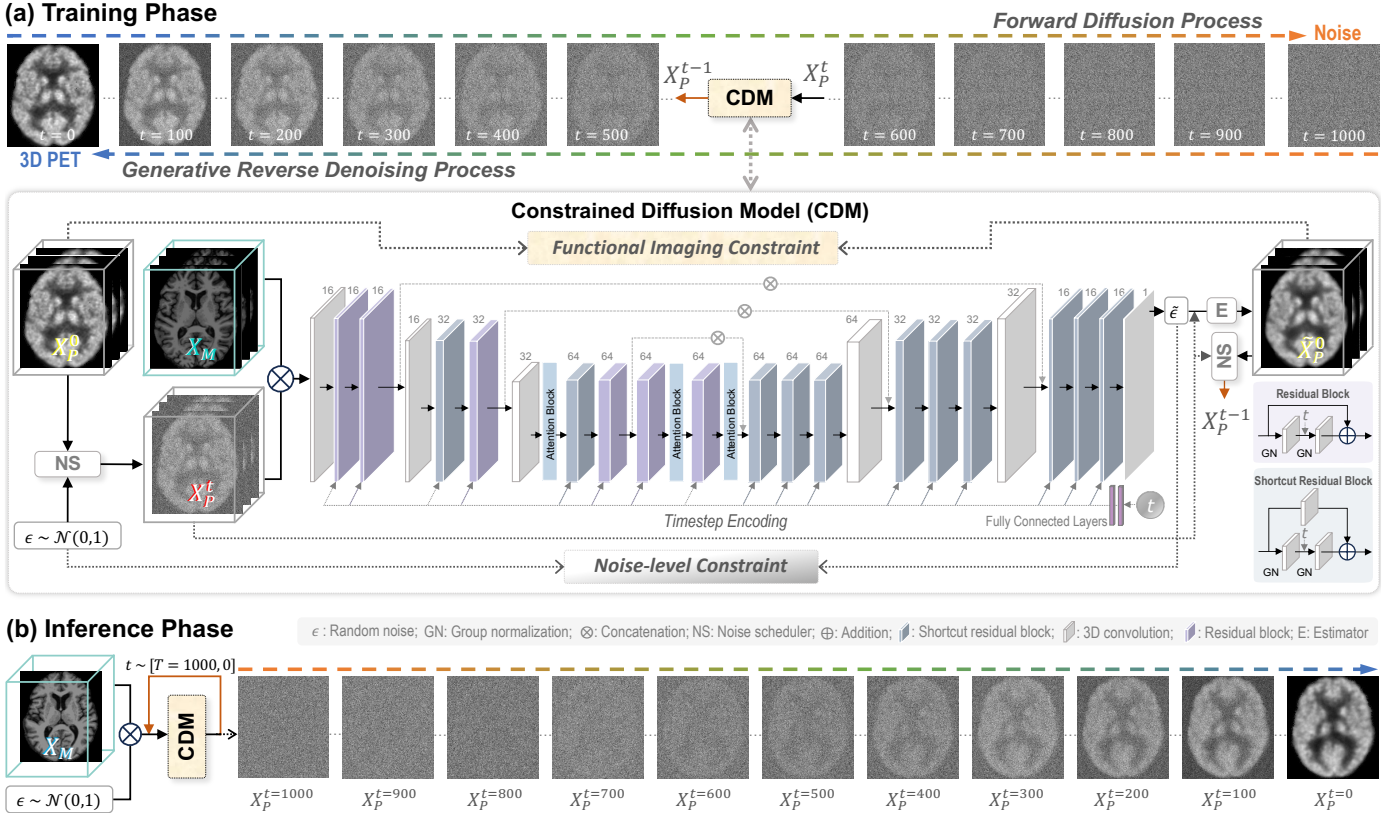 (a) Training Phase
Forward Diffusion Process
Noise
t = 0
t = 100
t = 200
t = 300
t = 400
t = 500
X_P^{t−1}
CDM
X_P^t
t = 600
t = 700
t = 800
t = 900
t = 1000
3D PET
Generative Reverse Denoising Process
Constrained Diffusion Model (CDM)
Functional Imaging Constraint
X_P^0
X_M
NS
X_P^t
ϵ ~ 𝒩(0,1)
16 16 16
16 32 32
32 64 64 64 64 64 64 64
Attention Block
Attention Block
Attention Block
64 32 32 32
32 16 16 16 1
ϵ̃
E
NS
X̃_P^0
X_P^{t−1}
Timestep Encoding
Fully Connected Layers
t
Noise-level Constraint
Residual Block
t
GN GN
Shortcut Residual Block
t
GN GN
(b) Inference Phase
ϵ : Random noise; GN: Group normalization; ⊗: Concatenation; NS: Noise scheduler; ⊕: Addition; : Shortcut residual block; : 3D convolution; : Residual block; E: Estimator
t ~ [T = 1000, 0]
X_M
CDM
ϵ ~ 𝒩(0,1)
X_P^{t=1000}
X_P^{t=900}
X_P^{t=800}
X_P^{t=700}
X_P^{t=600}
X_P^{t=500}
X_P^{t=400}
X_P^{t=300}
X_P^{t=200}
X_P^{t=100}
X_P^{t=0}